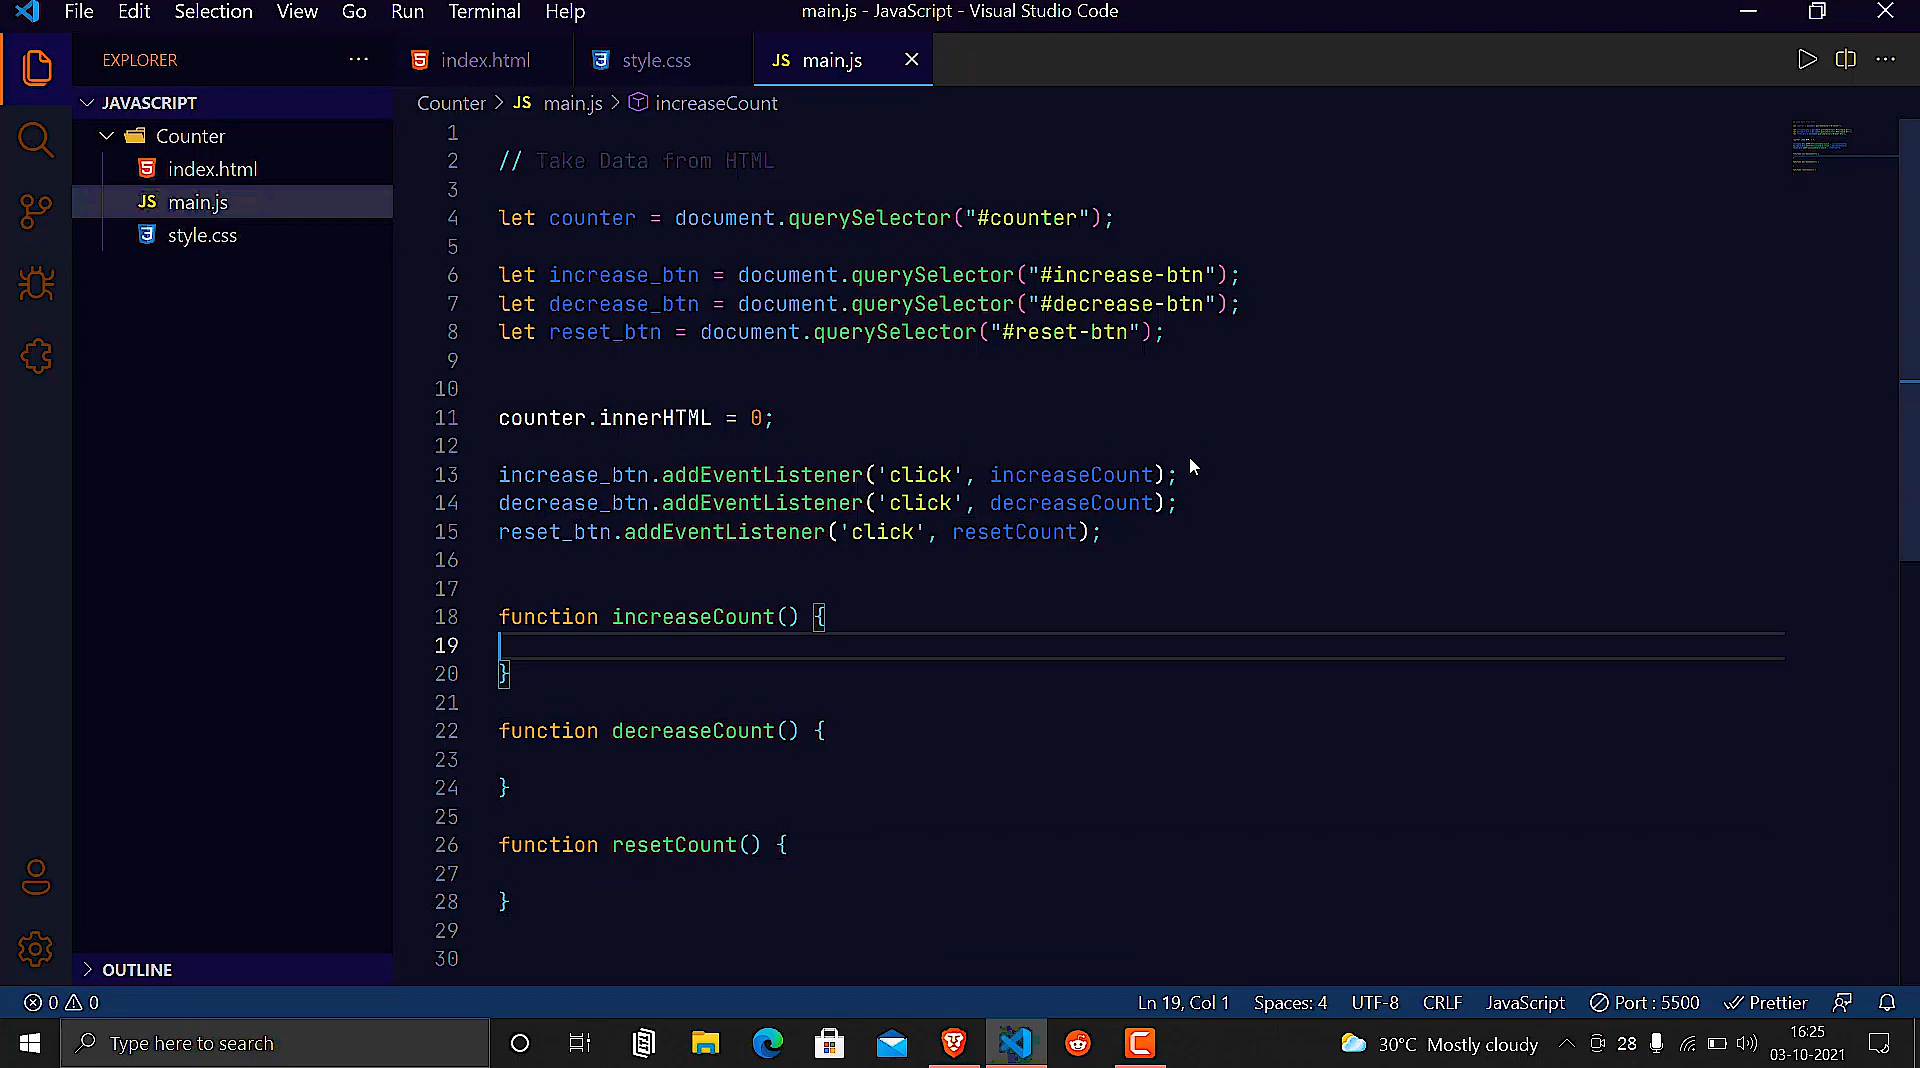 File Edit Selection View Go Run Terminal Help main.js - JavaScript - Visual Studio Code
EXPLORER
index.html
style.css
JS main.js
JAVASCRIPT
Counter
index.html
JS main.js
style.css
OUTLINE
Counter > JS main.js > increaseCount
1
2 // Take Data from HTML
3
4 let counter = document.querySelector("#counter");
5
6 let increase_btn = document.querySelector("#increase-btn");
7 let decrease_btn = document.querySelector("#decrease-btn");
8 let reset_btn = document.querySelector("#reset-btn");
9
10
11 counter.innerHTML = 0;
12
13 increase_btn.addEventListener('click', increaseCount);
14 decrease_btn.addEventListener('click', decreaseCount);
15 reset_btn.addEventListener('click', resetCount);
16
17
18 function increaseCount() {
19
20 }
21
22 function decreaseCount() {
23
24 }
25
26 function resetCount() {
27
28 }
29
30
0 0 Ln 19, Col 1 Spaces: 4 UTF-8 CRLF JavaScript Port : 5500 Prettier
Type here to search
30°C Mostly cloudy
28
16:25
03-10-2021